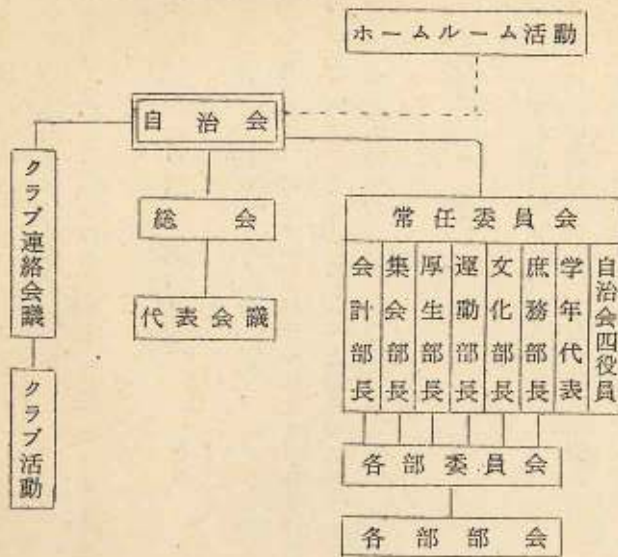 ホームルーム活動
自治会
クラブ連絡会議
クラブ活動
総会
代表会議
常任委員会
自治会四役員
学年代表
庶務部長
文化部長
運動部長
厚生部長
集会部長
会計部長
各部委員会
各部部会